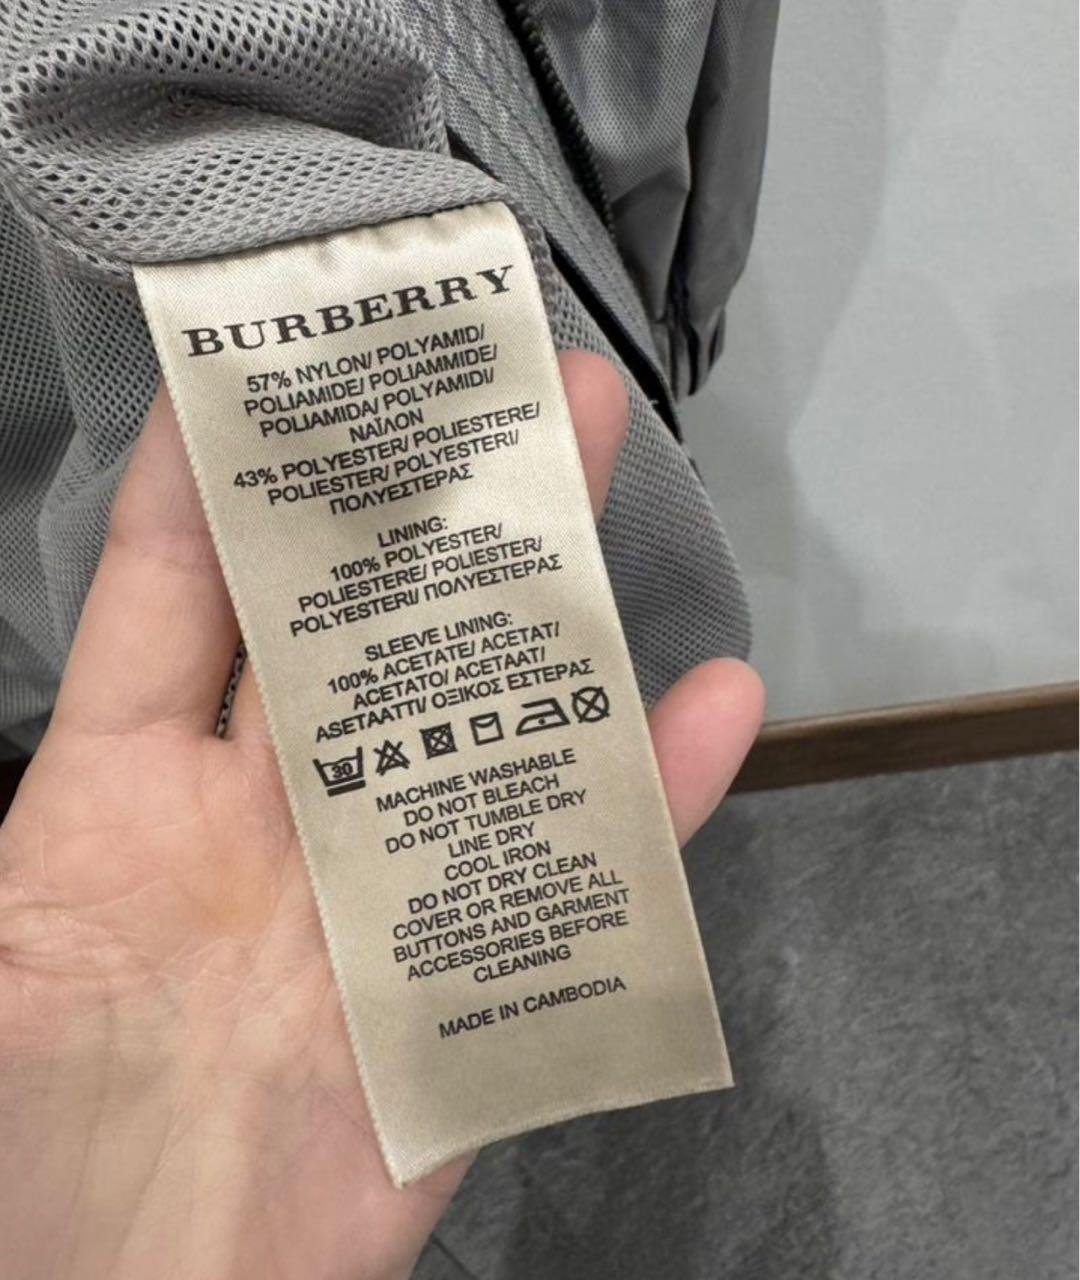 BURBERRY
57% NYLON/ POLYAMID/
POLIAMIDE/ POLIAMMIDE/
POLIAMIDA/ POLYAMIDI/
ΝΑΪΛΟΝ
43% POLYESTER/ POLIESTERE/
POLIESTER/ POLYESTERI/
ΠΟΛΥΕΣΤΕΡΑΣ
LINING:
100% POLYESTER/
POLIESTERE/ POLIESTER/
POLYESTERI/ ΠΟΛΥΕΣΤΕΡΑΣ
SLEEVE LINING:
100% ACETATE/ ACETAT/
ACETATO/ ACETAAT/
ASETAATTI/ ΟΞΙΚΟΣ ΕΣΤΕΡΑΣ
30
MACHINE WASHABLE
DO NOT BLEACH
DO NOT TUMBLE DRY
LINE DRY
COOL IRON
DO NOT DRY CLEAN
COVER OR REMOVE ALL
BUTTONS AND GARMENT
ACCESSORIES BEFORE
CLEANING
MADE IN CAMBODIA